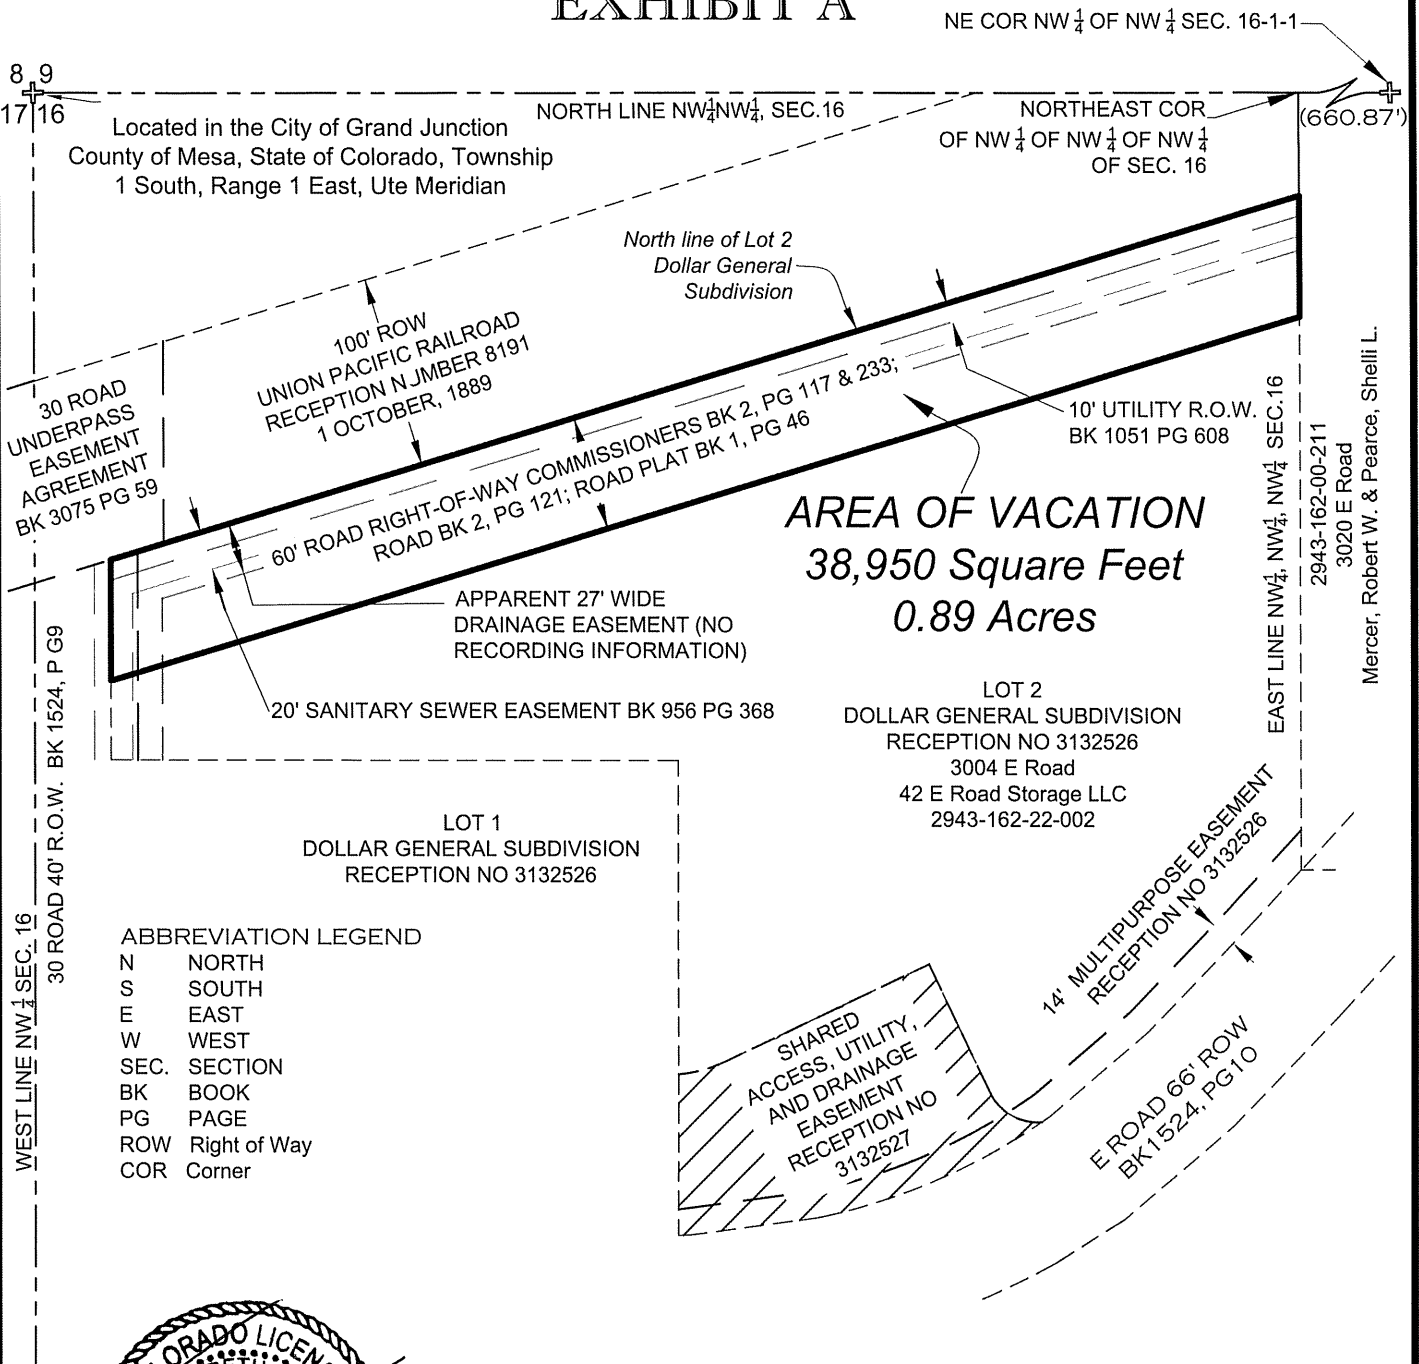 EXHIBIT A
NE COR NW 1/4 OF NW 1/4 SEC. 16-1-1
8 9
17 16
NORTH LINE NW1/4NW1/4, SEC.16
NORTHEAST COR
OF NW 1/4 OF NW 1/4 OF NW 1/4
OF SEC. 16
(660.87')
Located in the City of Grand Junction
County of Mesa, State of Colorado, Township
1 South, Range 1 East, Ute Meridian
North line of Lot 2
Dollar General
Subdivision
100' ROW
UNION PACIFIC RAILROAD
RECEPTION N JMBER 8191
1 OCTOBER, 1889
30 ROAD
UNDERPASS
EASEMENT
AGREEMENT
BK 3075 PG 59
60' ROAD RIGHT-OF-WAY COMMISSIONERS BK 2, PG 117 & 233;
ROAD BK 2, PG 121; ROAD PLAT BK 1, PG 46
10' UTILITY R.O.W.
BK 1051 PG 608
AREA OF VACATION
38,950 Square Feet
0.89 Acres
APPARENT 27' WIDE
DRAINAGE EASEMENT (NO
RECORDING INFORMATION)
20' SANITARY SEWER EASEMENT BK 956 PG 368
EAST LINE NW1/4, NW1/4, NW1/4 SEC.16
2943-162-00-211
3020 E Road
Mercer, Robert W. & Pearce, Shelli L.
LOT 2
DOLLAR GENERAL SUBDIVISION
RECEPTION NO 3132526
3004 E Road
42 E Road Storage LLC
2943-162-22-002
LOT 1
DOLLAR GENERAL SUBDIVISION
RECEPTION NO 3132526
WEST LINE NW 1/4 SEC. 16
30 ROAD 40' R.O.W. BK 1524, P G9
ABBREVIATION LEGEND
N NORTH
S SOUTH
E EAST
W WEST
SEC. SECTION
BK BOOK
PG PAGE
ROW Right of Way
COR Corner
14' MULTIPURPOSE EASEMENT
RECEPTION NO 3132526
SHARED
ACCESS, UTILITY,
AND DRAINAGE
EASEMENT
RECEPTION NO
3132527
E ROAD 66' ROW
BK1524, PG10